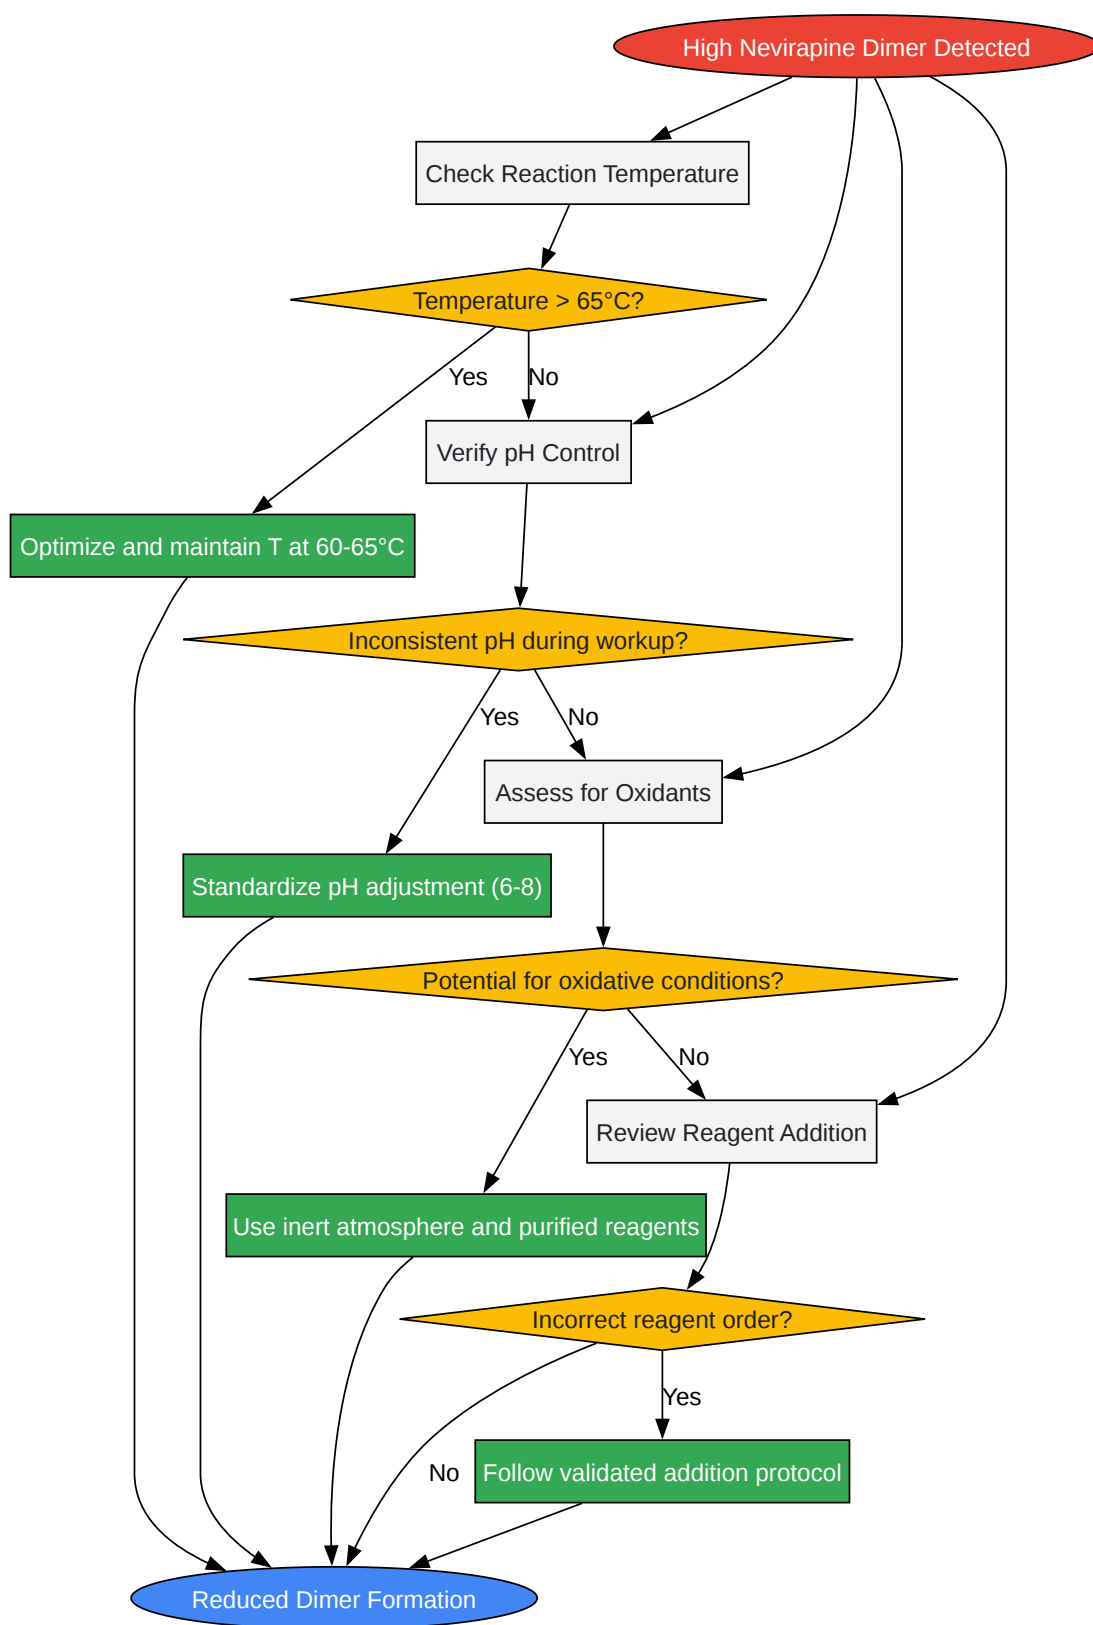 High Nevirapine Dimer Detected
Check Reaction Temperature
Temperature > 65°C?
Yes
No
Verify pH Control
Optimize and maintain T at 60-65°C
Inconsistent pH during workup?
Yes
No
Assess for Oxidants
Standardize pH adjustment (6-8)
Potential for oxidative conditions?
Yes
No
Review Reagent Addition
Use inert atmosphere and purified reagents
Incorrect reagent order?
Yes
No
Follow validated addition protocol
Reduced Dimer Formation